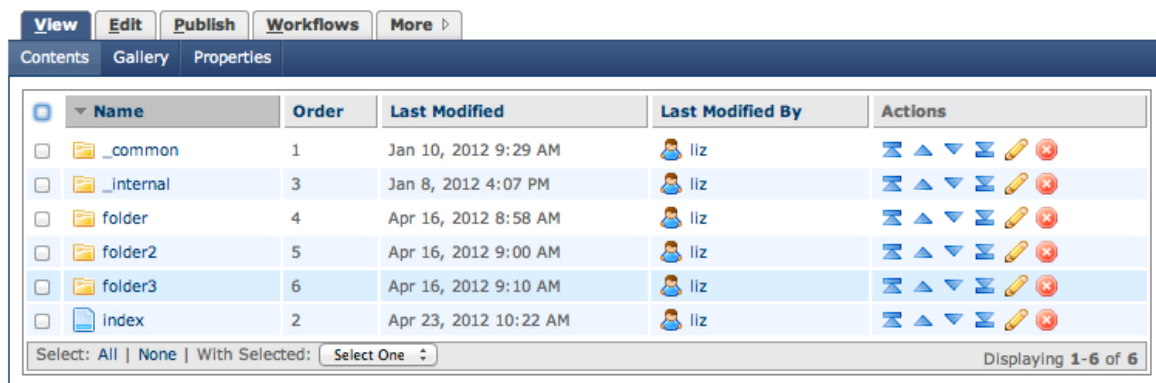 View Edit Publish Workflows More
Contents Gallery Properties
Name Order Last Modified Last Modified By Actions
_common 1 Jan 10, 2012 9:29 AM liz
_internal 3 Jan 8, 2012 4:07 PM liz
folder 4 Apr 16, 2012 8:58 AM liz
folder2 5 Apr 16, 2012 9:00 AM liz
folder3 6 Apr 16, 2012 9:10 AM liz
index 2 Apr 23, 2012 10:22 AM liz
Select: All | None | With Selected: Select One Displaying 1-6 of 6